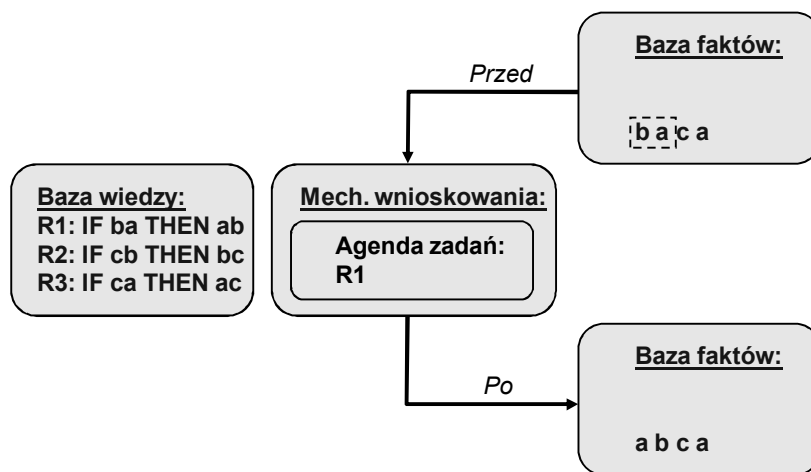 Baza faktów:
Przed
b a c a
Baza wiedzy:
R1: IF ba THEN ab
R2: IF cb THEN bc
R3: IF ca THEN ac
Mech. wnioskowania:
Agenda zadań:
R1
Baza faktów:
Po
a b c a